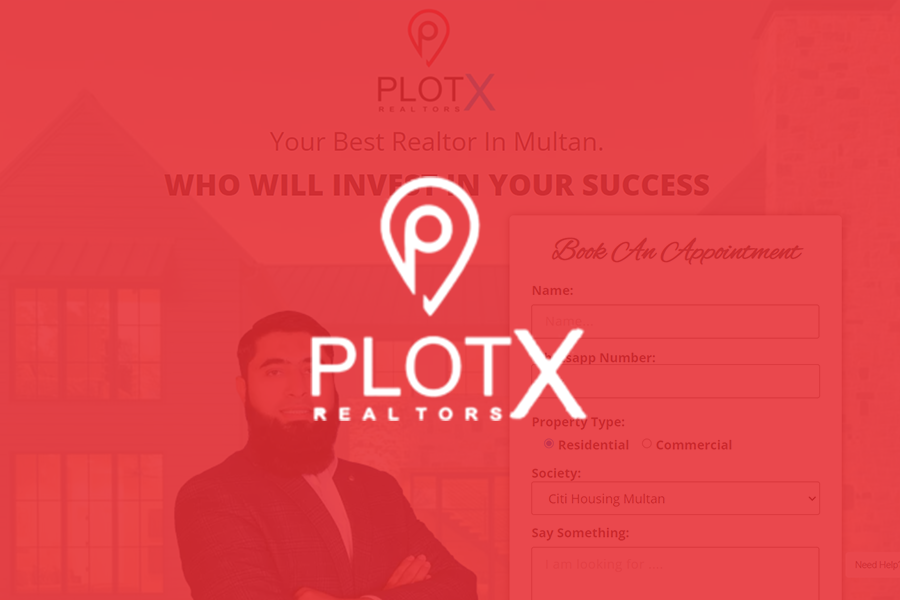 PLOTX
REALTORS
Your Best Realtor In Multan.
WHO WILL INVEST IN YOUR SUCCESS
PLOTX
REALTORS
Book An Appointment
Name:
Name...
Number:
Property Type:
Residential Commercial
Society:
Citi Housing Multan
Say Something:
I am looking for
Need Help?